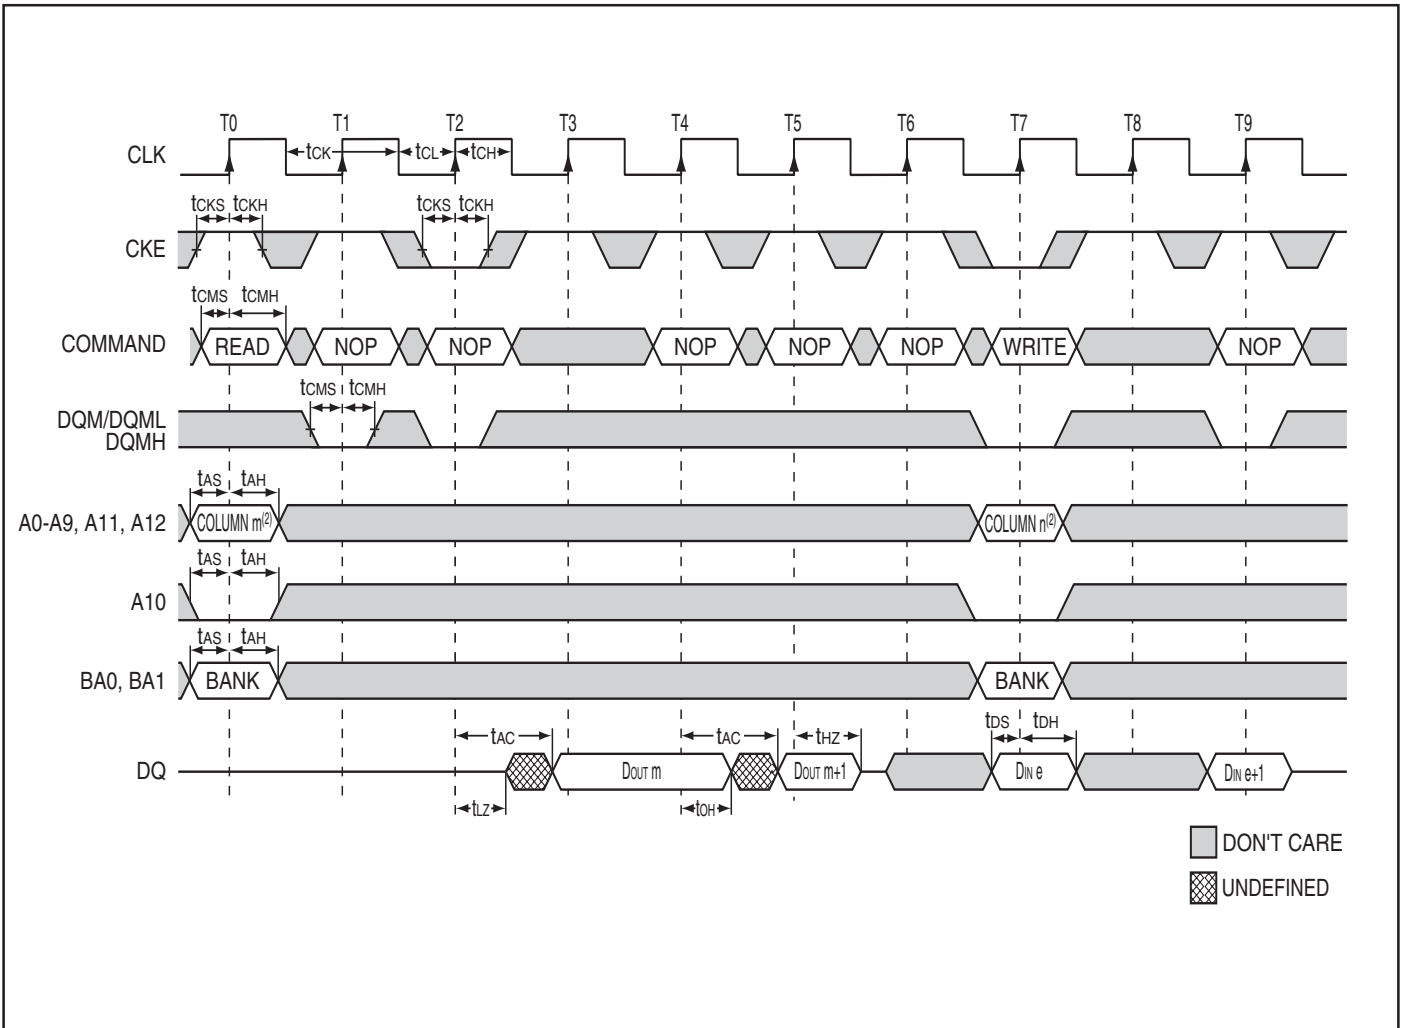 T0 T1 T2 T3 T4 T5 T6 T7 T8 T9
CLK tCK tCL tCH
tCKS tCKH tCKS tCKH
CKE
tCMS tCMH
COMMAND READ NOP NOP NOP NOP NOP WRITE NOP
tCMS tCMH
DQM/DQML
DQMH
tAS tAH
A0-A9, A11, A12 COLUMN m(2) COLUMN n(2)
tAS tAH
A10
tAS tAH
BA0, BA1 BANK BANK
tAC tAC tHZ tDS tDH
DQ DOUT m DOUT m+1 DIN e DIN e+1
tLZ tOH
DON'T CARE
UNDEFINED